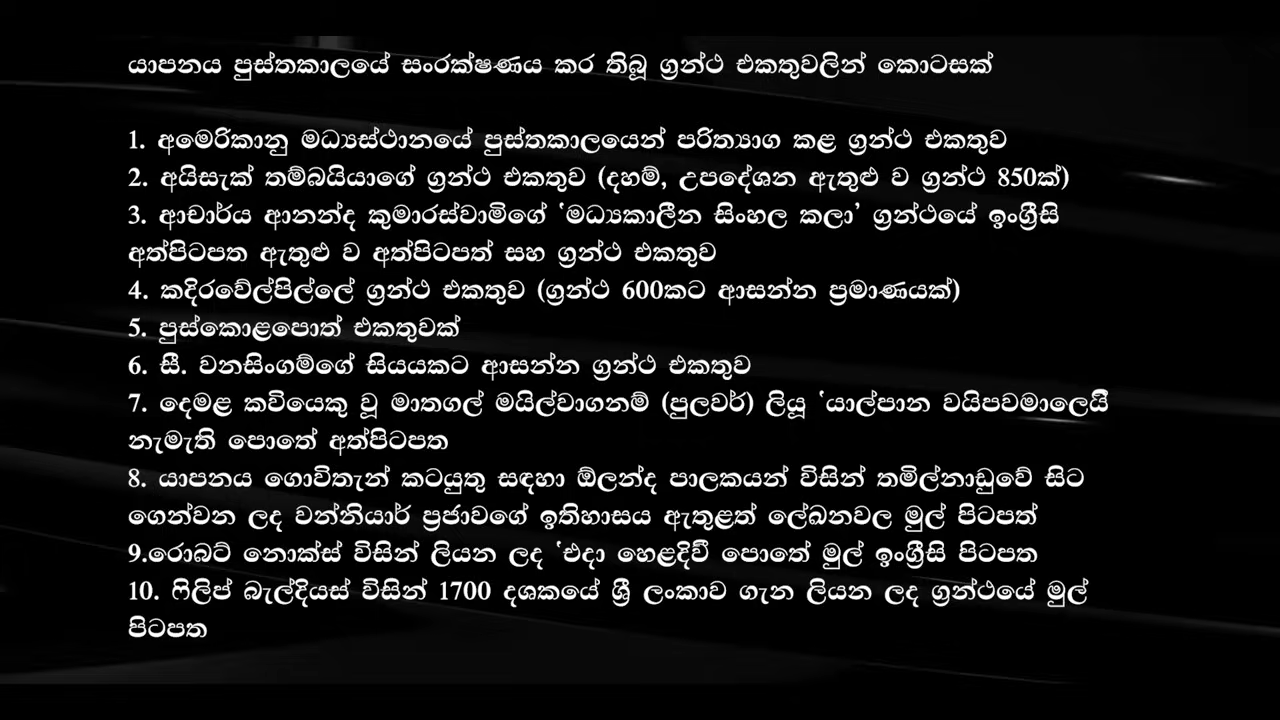 යාපනය පුස්තකාලයේ සංරක්ෂණය කර තිබූ ග්‍රන්ථ එකතුවලින් කොටසක්
1. අමෙරිකානු මධ්‍යස්ථානයේ පුස්තකාලයෙන් පරිත්‍යාග කළ ග්‍රන්ථ එකතුව
2. අයිසැක් තම්බයියාගේ ග්‍රන්ථ එකතුව (දහම්, උපදේශන ඇතුළු ව ග්‍රන්ථ 850ක්)
3. ආචාර්ය ආනන්ද කුමාරස්වාමිගේ ‘මධ්‍යකාලීන සිංහල කලා’ ග්‍රන්ථයේ ඉංග්‍රීසි
අත්පිටපත ඇතුළු ව අත්පිටපත් සහ ග්‍රන්ථ එකතුව
4. කදිරවේල්පිල්ලේ ග්‍රන්ථ එකතුව (ග්‍රන්ථ 600කට ආසන්න ප්‍රමාණයක්)
5. පුස්කොළපොත් එකතුවක්
6. සී. වනසිංගම්ගේ සියයකට ආසන්න ග්‍රන්ථ එකතුව
7. දෙමළ කවියෙකු වූ මාතගල් මයිල්වාගනම් (පුලවර්) ලියූ ‘යාල්පාන වයිපවමාලෙයි’
නැමැති පොතේ අත්පිටපත
8. යාපනය ගොවිතැන් කටයුතු සඳහා ඕලන්ද පාලකයන් විසින් තමිල්නාඩුවේ සිට
ගෙන්වන ලද වන්නියාර් ප්‍රජාවගේ ඉතිහාසය ඇතුළත් ලේඛනවල මුල් පිටපත්
9.රොබට් නොක්ස් විසින් ලියන ලද ‘එදා හෙළදිව’ පොතේ මුල් ඉංග්‍රීසි පිටපත
10. ෆිලිප් බැල්දියස් විසින් 1700 දශකයේ ශ්‍රී ලංකාව ගැන ලියන ලද ග්‍රන්ථයේ මුල්
පිටපත